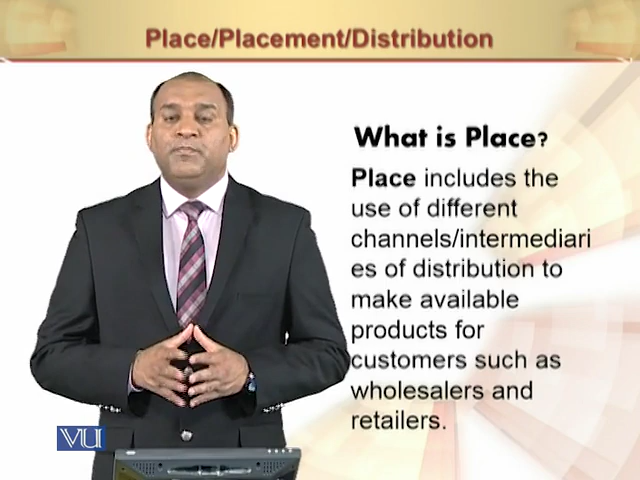 Place/Placement/Distribution
What is Place?
Place includes the
use of different
channels/intermediari
es of distribution to
make available
products for
customers such as
wholesalers and
retailers.
VU